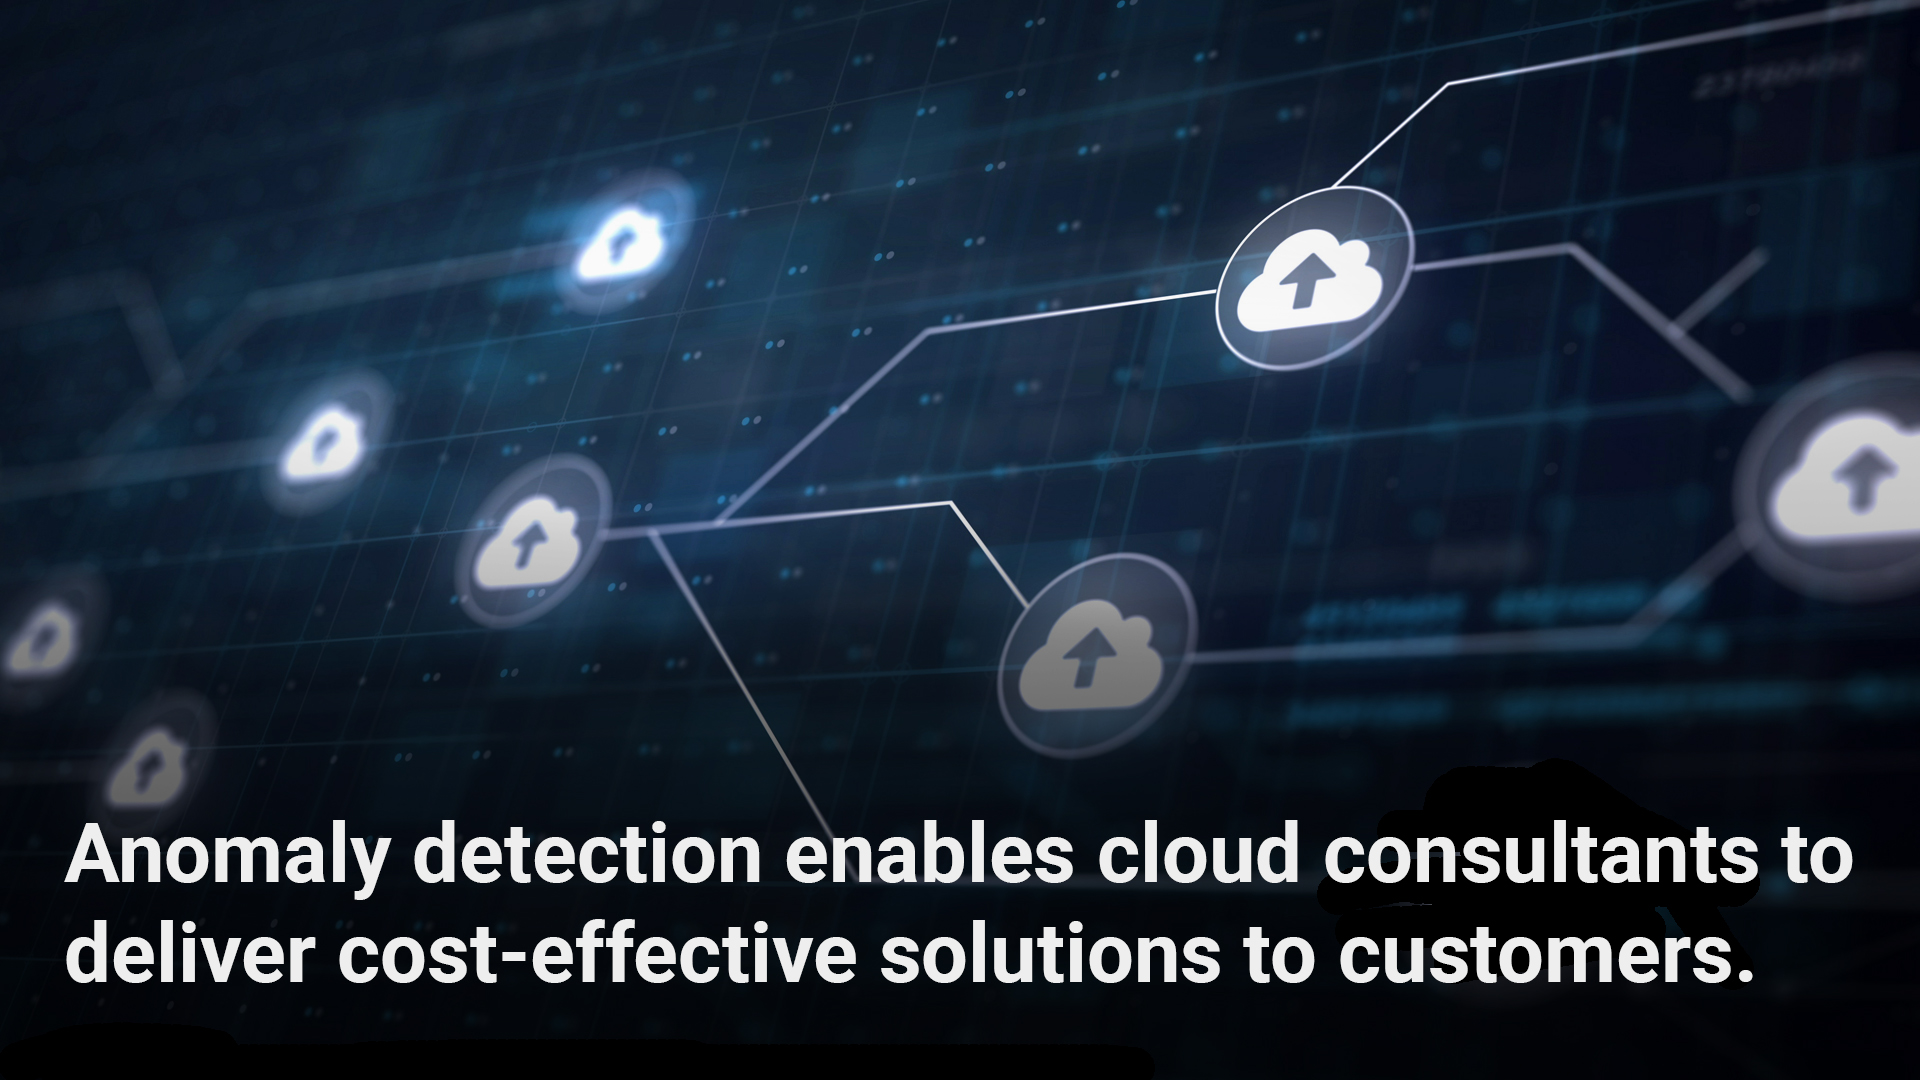 Anomaly detection enables cloud consultants to
deliver cost-effective solutions to customers.